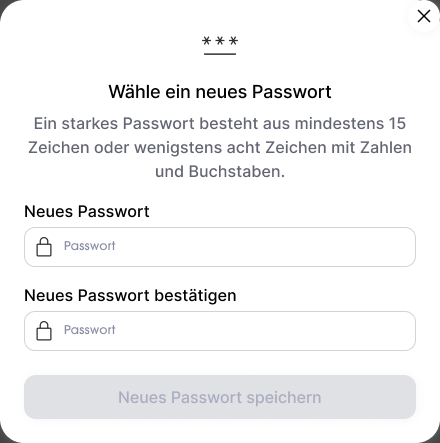 ***
Wähle ein neues Passwort
Ein starkes Passwort besteht aus mindestens 15
Zeichen oder wenigstens acht Zeichen mit Zahlen
und Buchstaben.
Neues Passwort
Passwort
Neues Passwort bestätigen
Passwort
Neues Passwort speichern